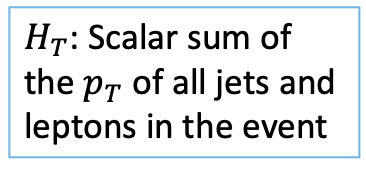 H_T: Scalar sum of
the p_T of all jets and
leptons in the event